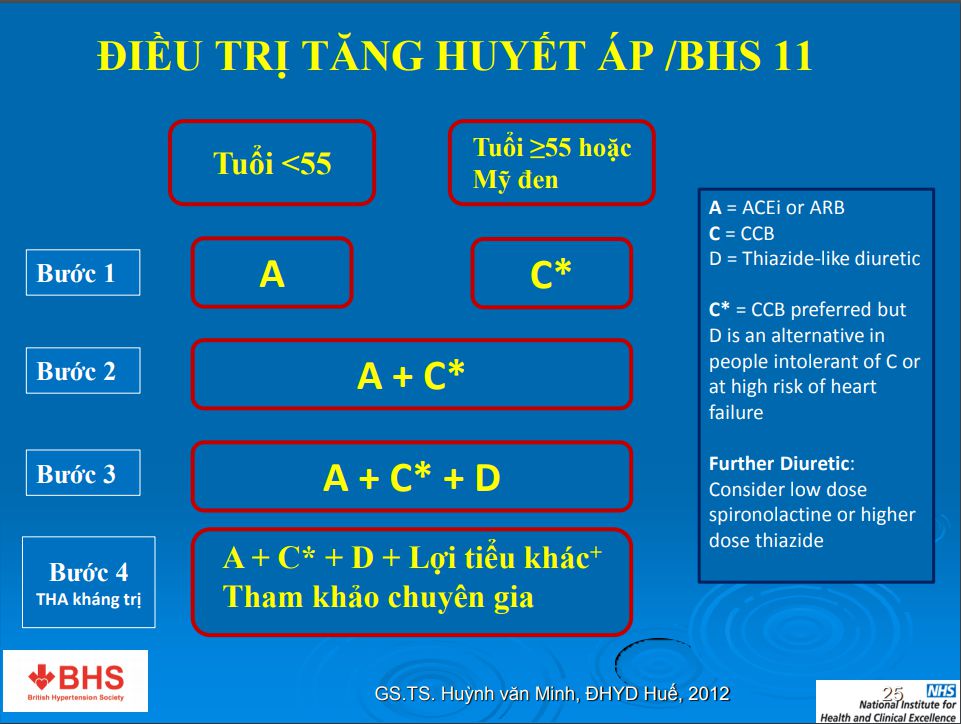 ĐIỀU TRỊ TĂNG HUYẾT ÁP /BHS 11
Tuổi <55
Tuổi ≥55 hoặc
Mỹ đen
Bước 1
A
C*
Bước 2
A + C*
Bước 3
A + C* + D
Bước 4
THA kháng trị
A + C* + D + Lợi tiểu khác⁺
Tham khảo chuyên gia
A = ACEi or ARB
C = CCB
D = Thiazide-like diuretic
C* = CCB preferred but
D is an alternative in
people intolerant of C or
at high risk of heart
failure
Further Diuretic:
Consider low dose
spironolactine or higher
dose thiazide
BHS
British Hypertension Society
GS.TS. Huỳnh văn Minh, ĐHYD Huế, 2012
25
NHS
National Institute for
Health and Clinical Excellence